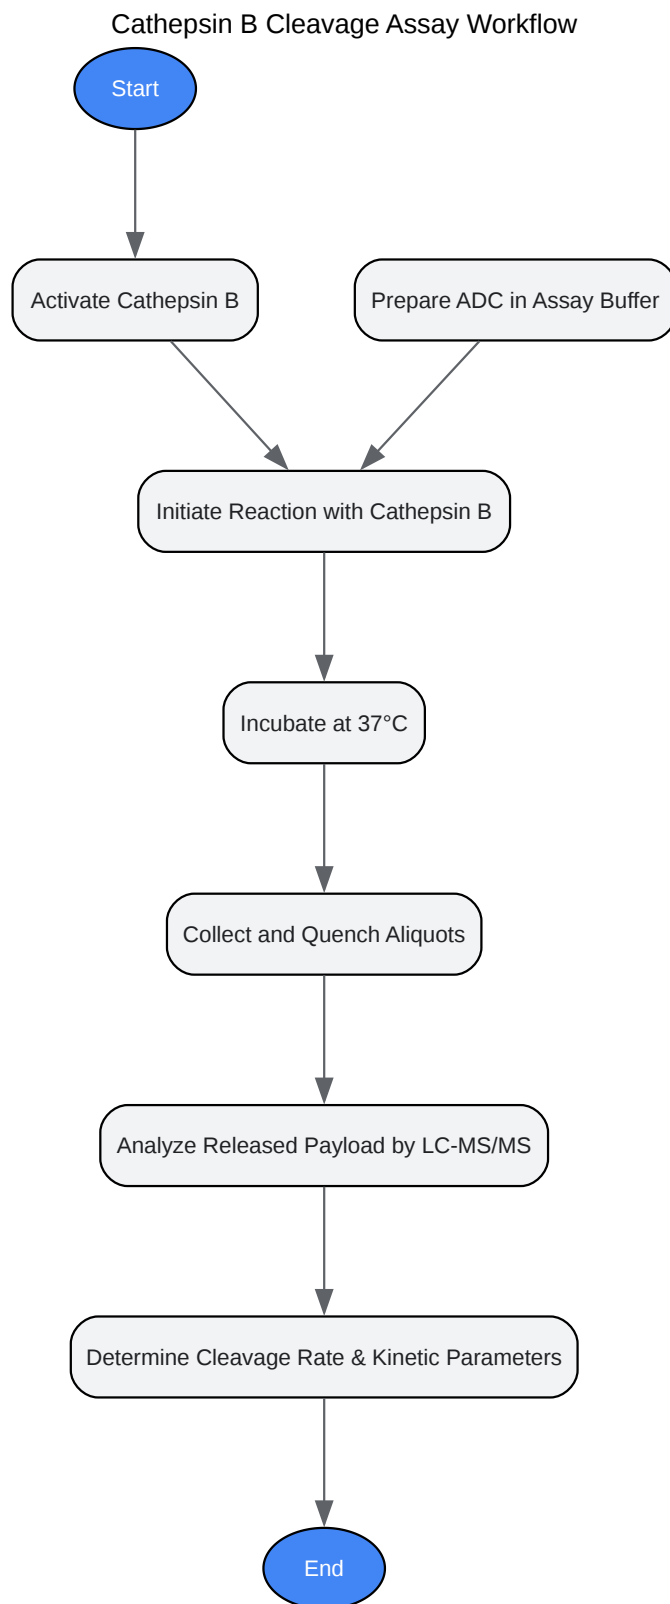 Cathepsin B Cleavage Assay Workflow
Start
Activate Cathepsin B
Prepare ADC in Assay Buffer
Initiate Reaction with Cathepsin B
Incubate at 37°C
Collect and Quench Aliquots
Analyze Released Payload by LC-MS/MS
Determine Cleavage Rate & Kinetic Parameters
End